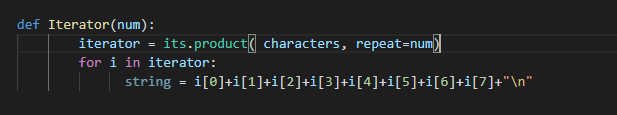 def Iterator(num):
iterator = its.product( characters, repeat=num)
for i in iterator:
string = i[0]+i[1]+i[2]+i[3]+i[4]+i[5]+i[6]+i[7]+"\n"